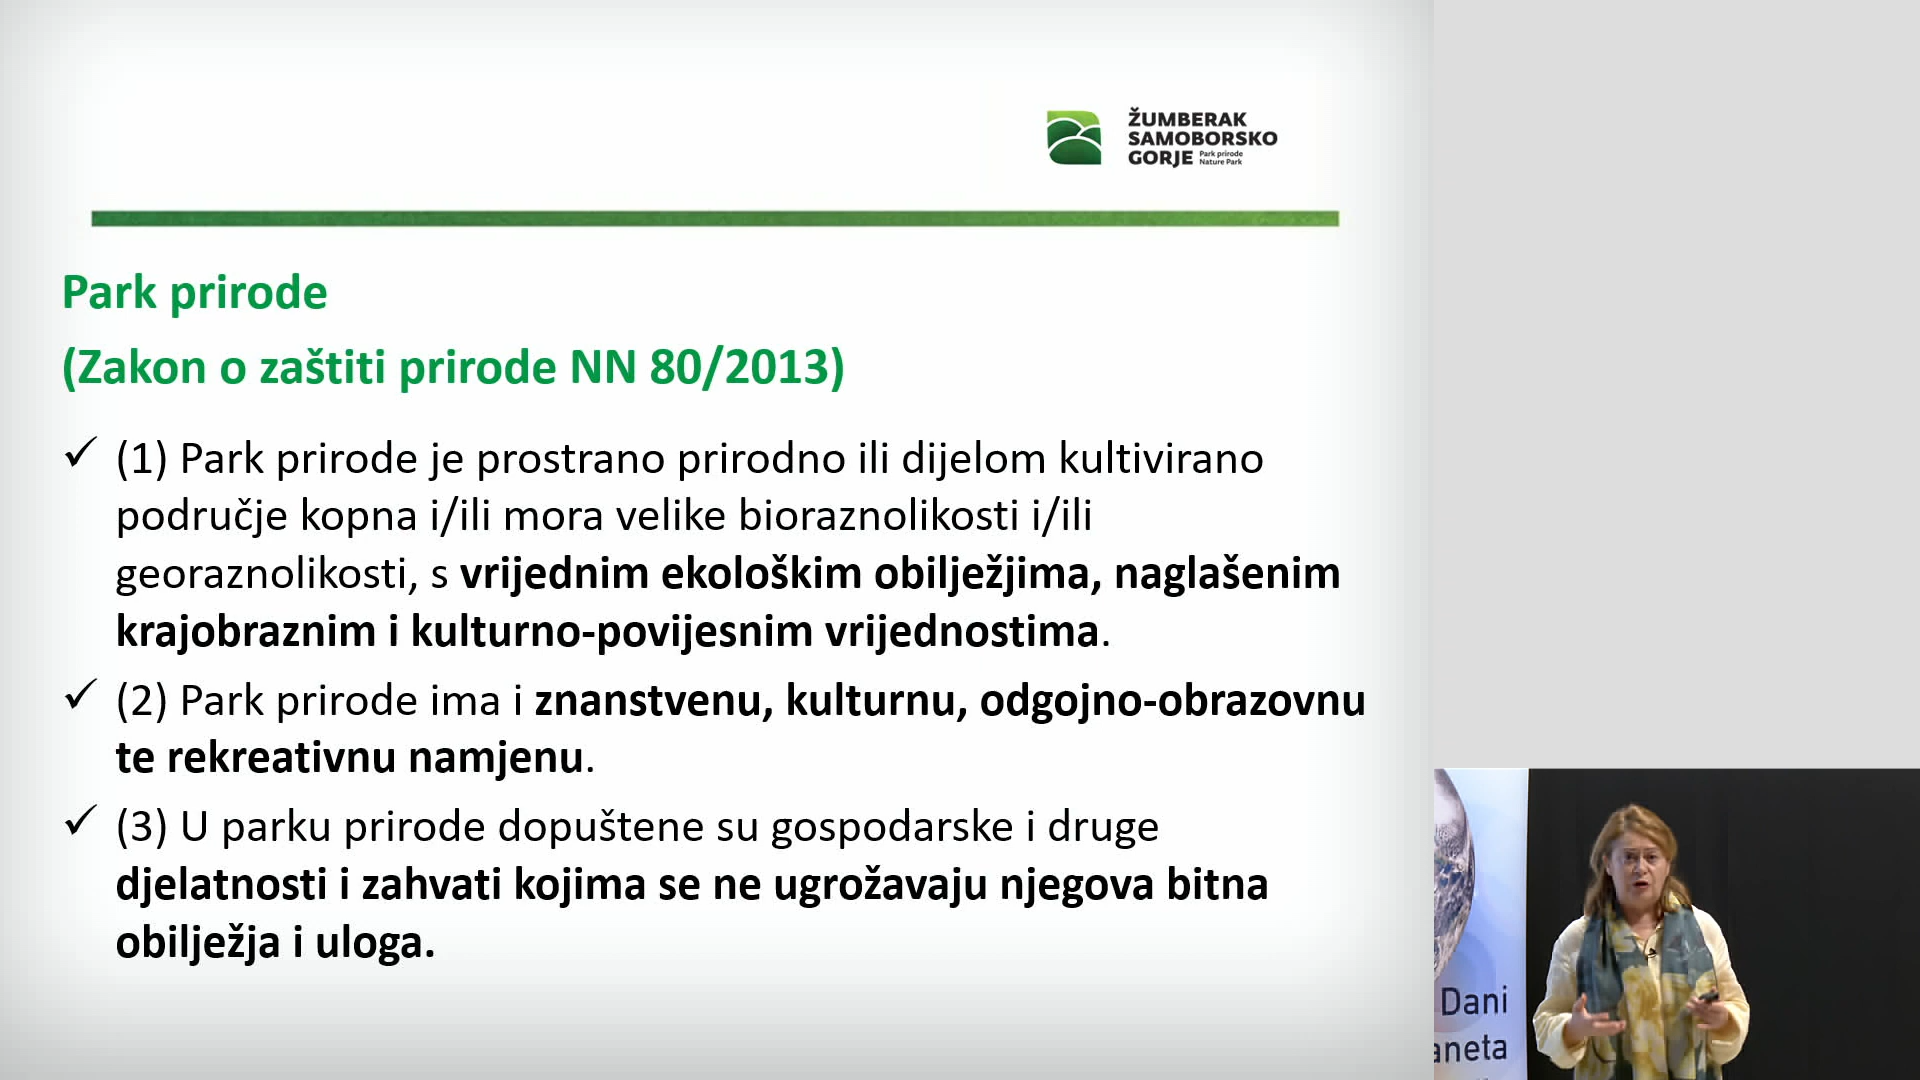 ŽUMBERAK
SAMOBORSKO
GORJE Park prirode
Nature Park
Park prirode
(Zakon o zaštiti prirode NN 80/2013)
✓ (1) Park prirode je prostrano prirodno ili dijelom kultivirano
područje kopna i/ili mora velike bioraznolikosti i/ili
georaznolikosti, s vrijednim ekološkim obilježjima, naglašenim
krajobraznim i kulturno-povijesnim vrijednostima.
✓ (2) Park prirode ima i znanstvenu, kulturnu, odgojno-obrazovnu
te rekreativnu namjenu.
✓ (3) U parku prirode dopuštene su gospodarske i druge
djelatnosti i zahvati kojima se ne ugrožavaju njegova bitna
obilježja i uloga.
Dani
aneta